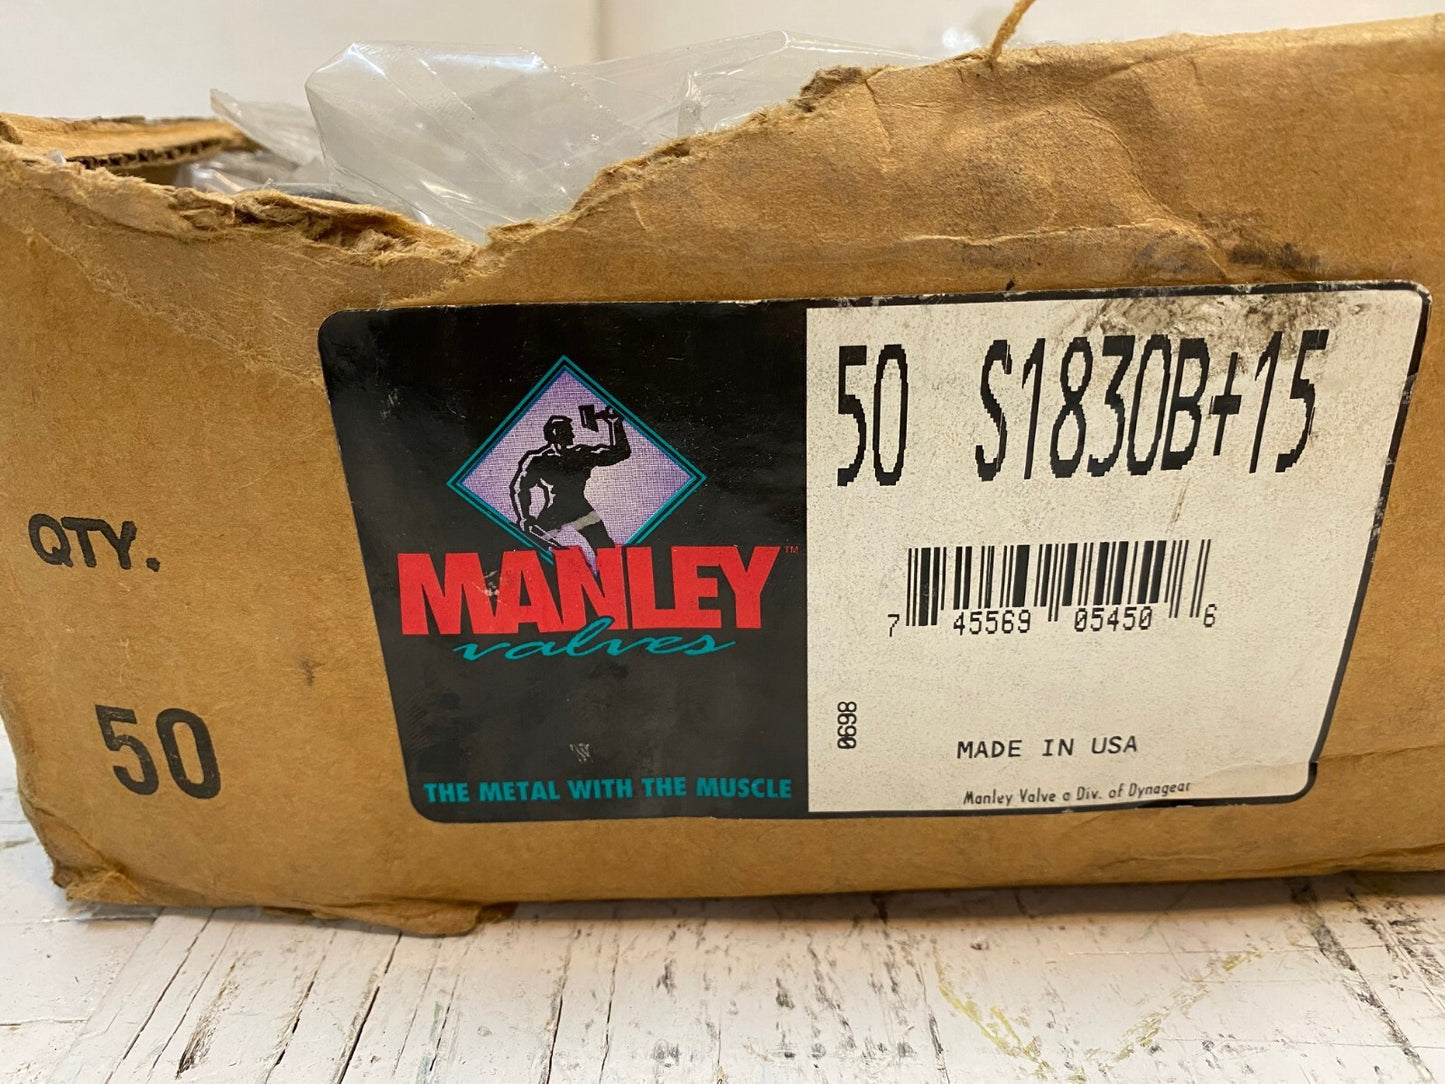 QTY.
50
MANLEY™
valves
THE METAL WITH THE MUSCLE
50 S1830B+15
7 45569 05450 6
0698
MADE IN USA
Manley Valve a Div. of Dynagear